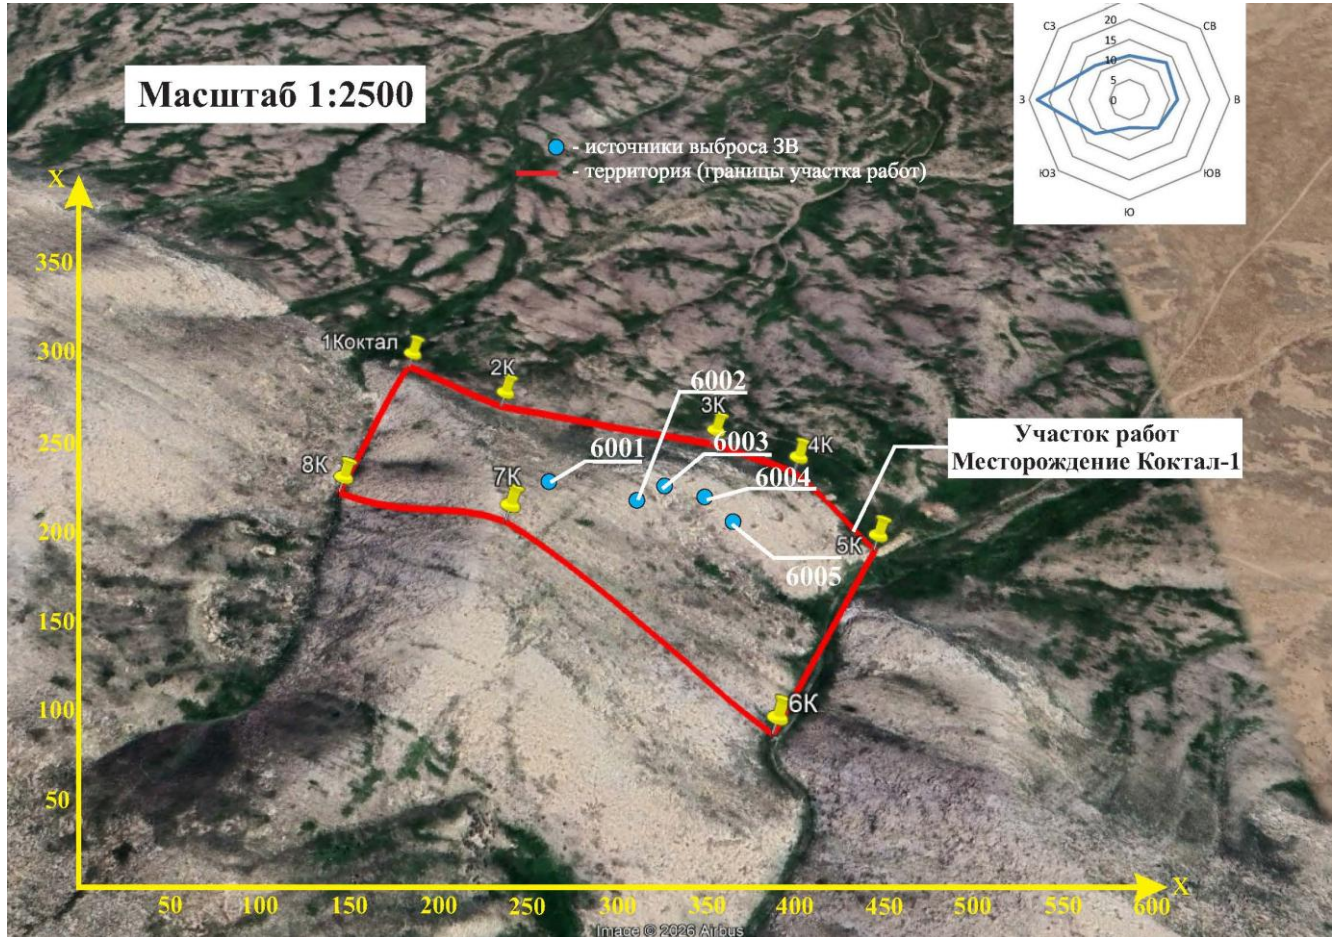 20
СЗ
СВ
15
10
5
З
0
В
ЮЗ
ЮВ
Ю
Масштаб 1:2500
- источники выброса ЗВ
- территория (границы участка работ)
X
350
300
250
200
150
100
50
1Коктал
2К
6002
3К
6003
4К
6001
8К
7К
6004
5К
6005
6К
Участок работ
Месторождение Коктал-1
50
100
150
200
250
300
350
400
450
500
550
600
X
Image © 2026 Airbus